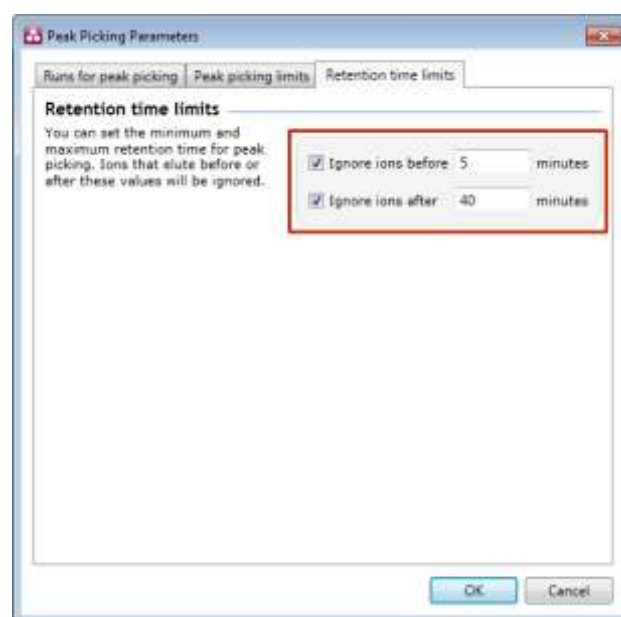 Peak Picking Parameters
Runs for peak picking Peak picking limits Retention time limits
Retention time limits
You can set the minimum and
maximum retention time for peak
picking. Ions that elute before or
after these values will be ignored.
Ignore ions before 5 minutes
Ignore ions after 40 minutes
OK Cancel